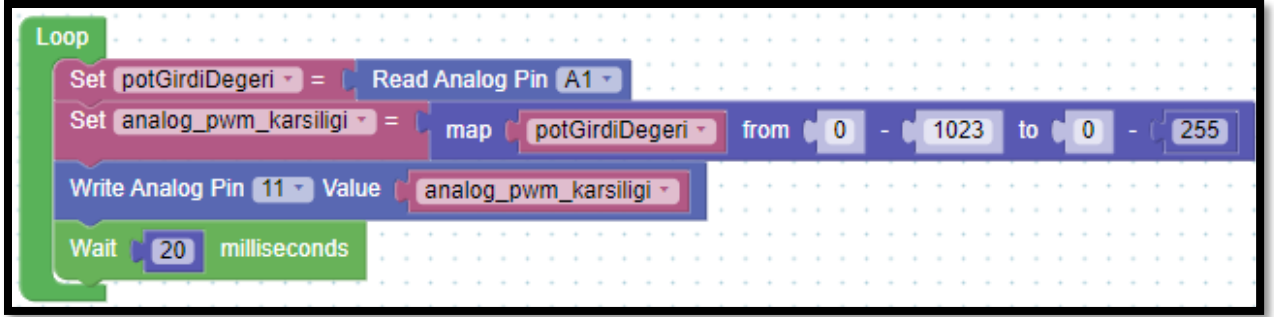 Loop
Set potGirdiDegeri = Read Analog Pin A1
Set analog_pwm_karsiligi = map potGirdiDegeri from 0 - 1023 to 0 - 255
Write Analog Pin 11 Value analog_pwm_karsiligi
Wait 20 milliseconds